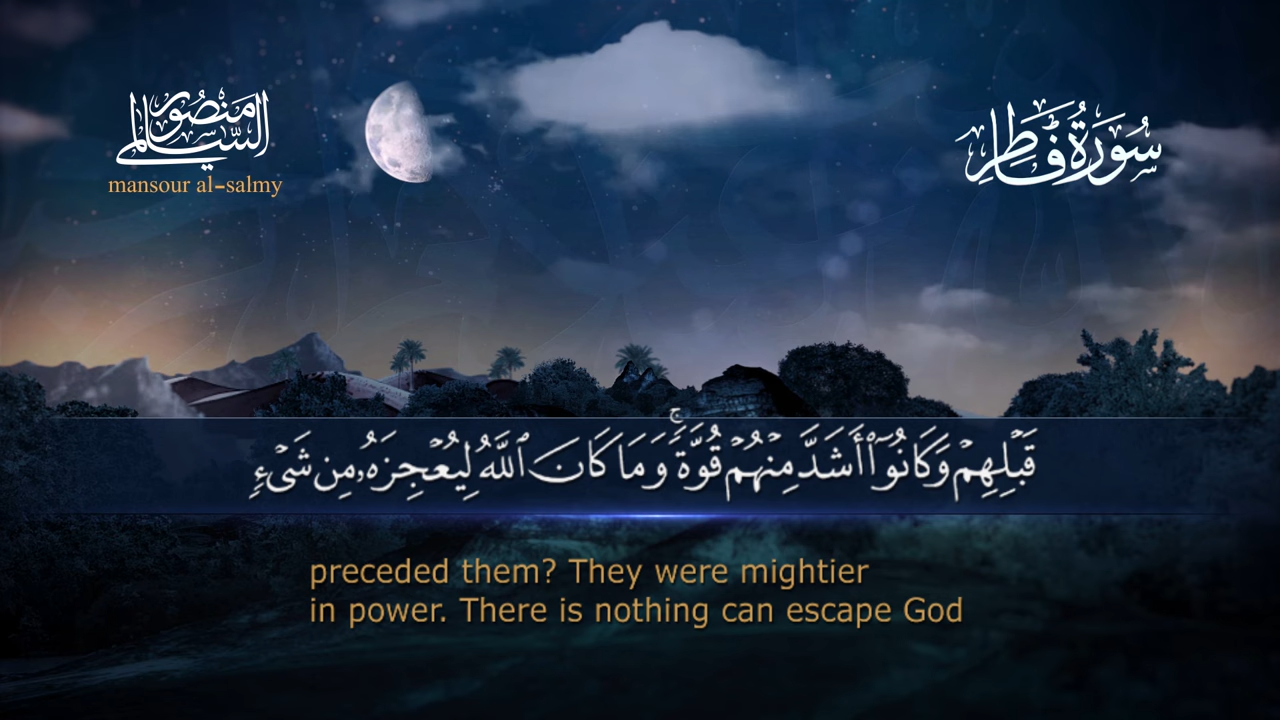 منصور
السالمي
mansour al-salmy
سُورَةُ فَاطِرٍ
قَبْلِهِمْ وَكَانُوٓا۟ أَشَدَّ مِنْهُمْ قُوَّةً ۚ وَمَا كَانَ ٱللَّهُ لِيُعْجِزَهُۥ مِن شَىْءٍ
preceded them? They were mightier
in power. There is nothing can escape God